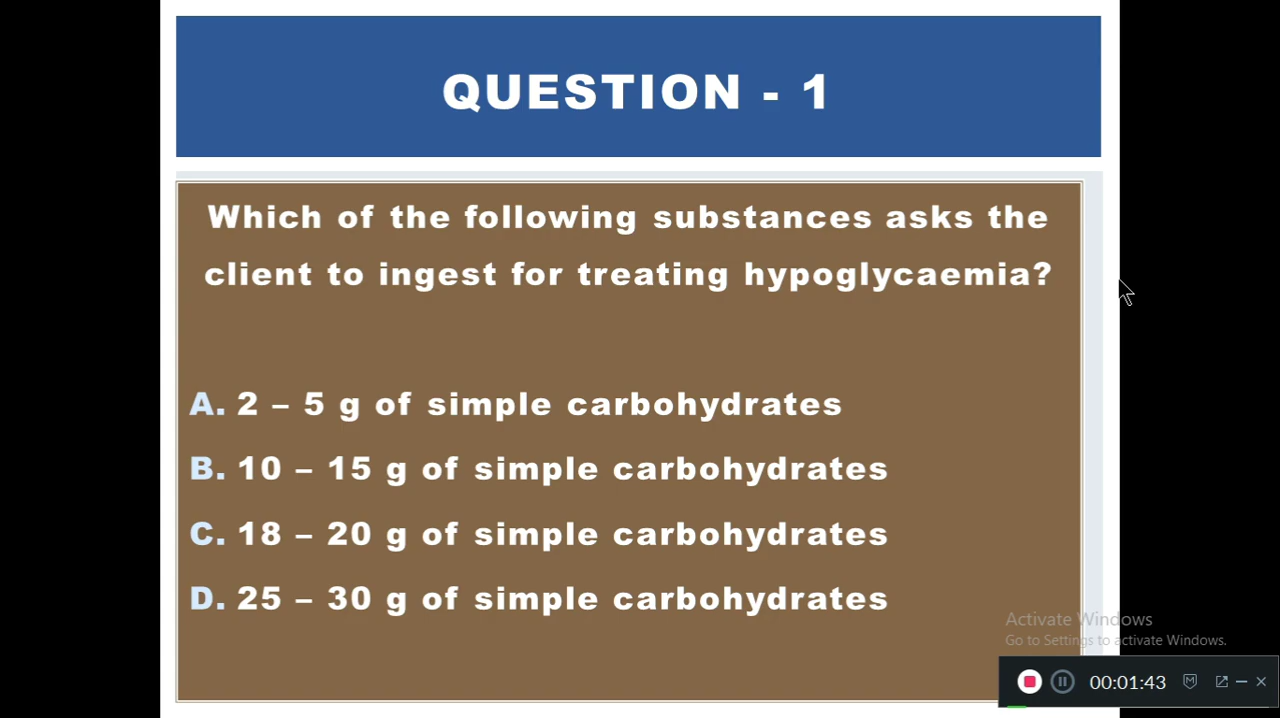 QUESTION - 1
Which of the following substances asks the
client to ingest for treating hypoglycaemia?
A. 2 – 5 g of simple carbohydrates
B. 10 – 15 g of simple carbohydrates
C. 18 – 20 g of simple carbohydrates
D. 25 – 30 g of simple carbohydrates
Activate Windows
Go to Settings to activate Windows.
00:01:43